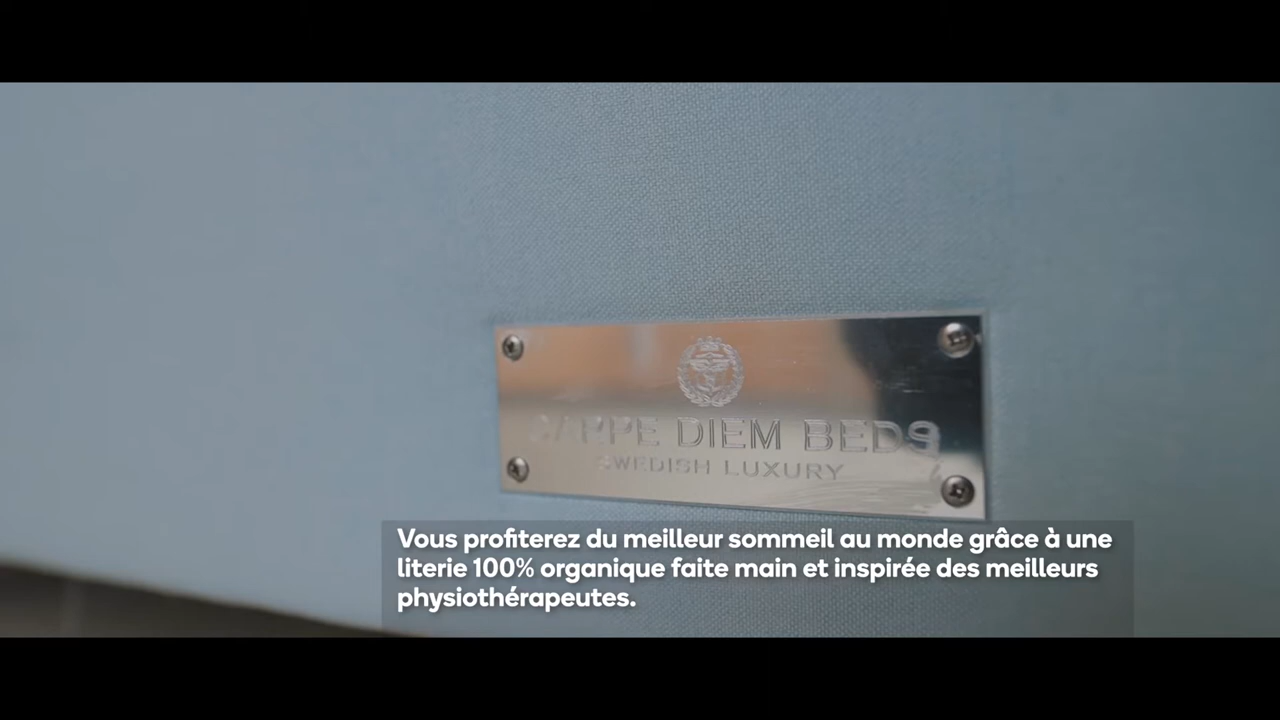 CARPE DIEM BEDS
SWEDISH LUXURY
Vous profiterez du meilleur sommeil au monde grâce à une
literie 100% organique faite main et inspirée des meilleurs
physiothérapeutes.